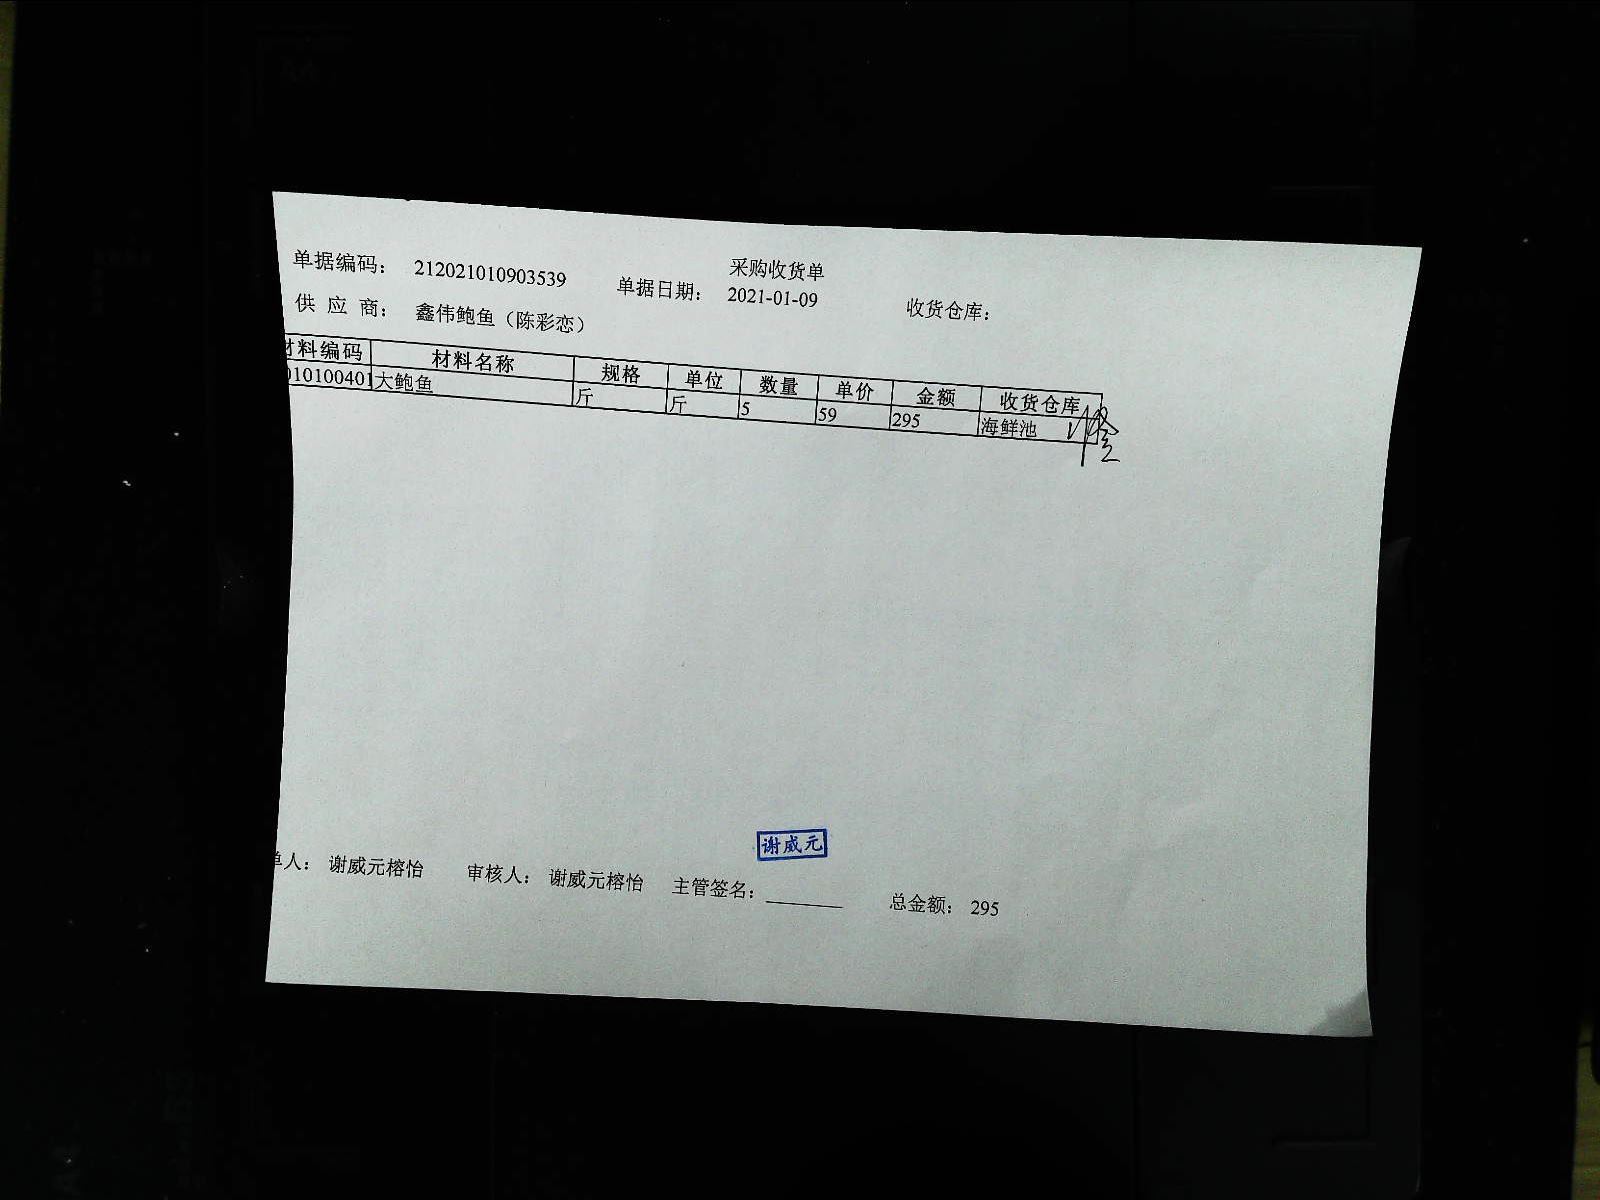 采购收货单
单据编码： 212021010903539 单据日期： 2021-01-09 收货仓库：
供 应 商： 鑫伟鲍鱼（陈彩恋）
材料编码 材料名称 规格 单位 数量 单价 金额 收货仓库
010100401 大鲍鱼 斤 斤 5 59 295 海鲜池
谢威元
单人： 谢威元榕怡 审核人： 谢威元榕怡 主管签名： 总金额： 295